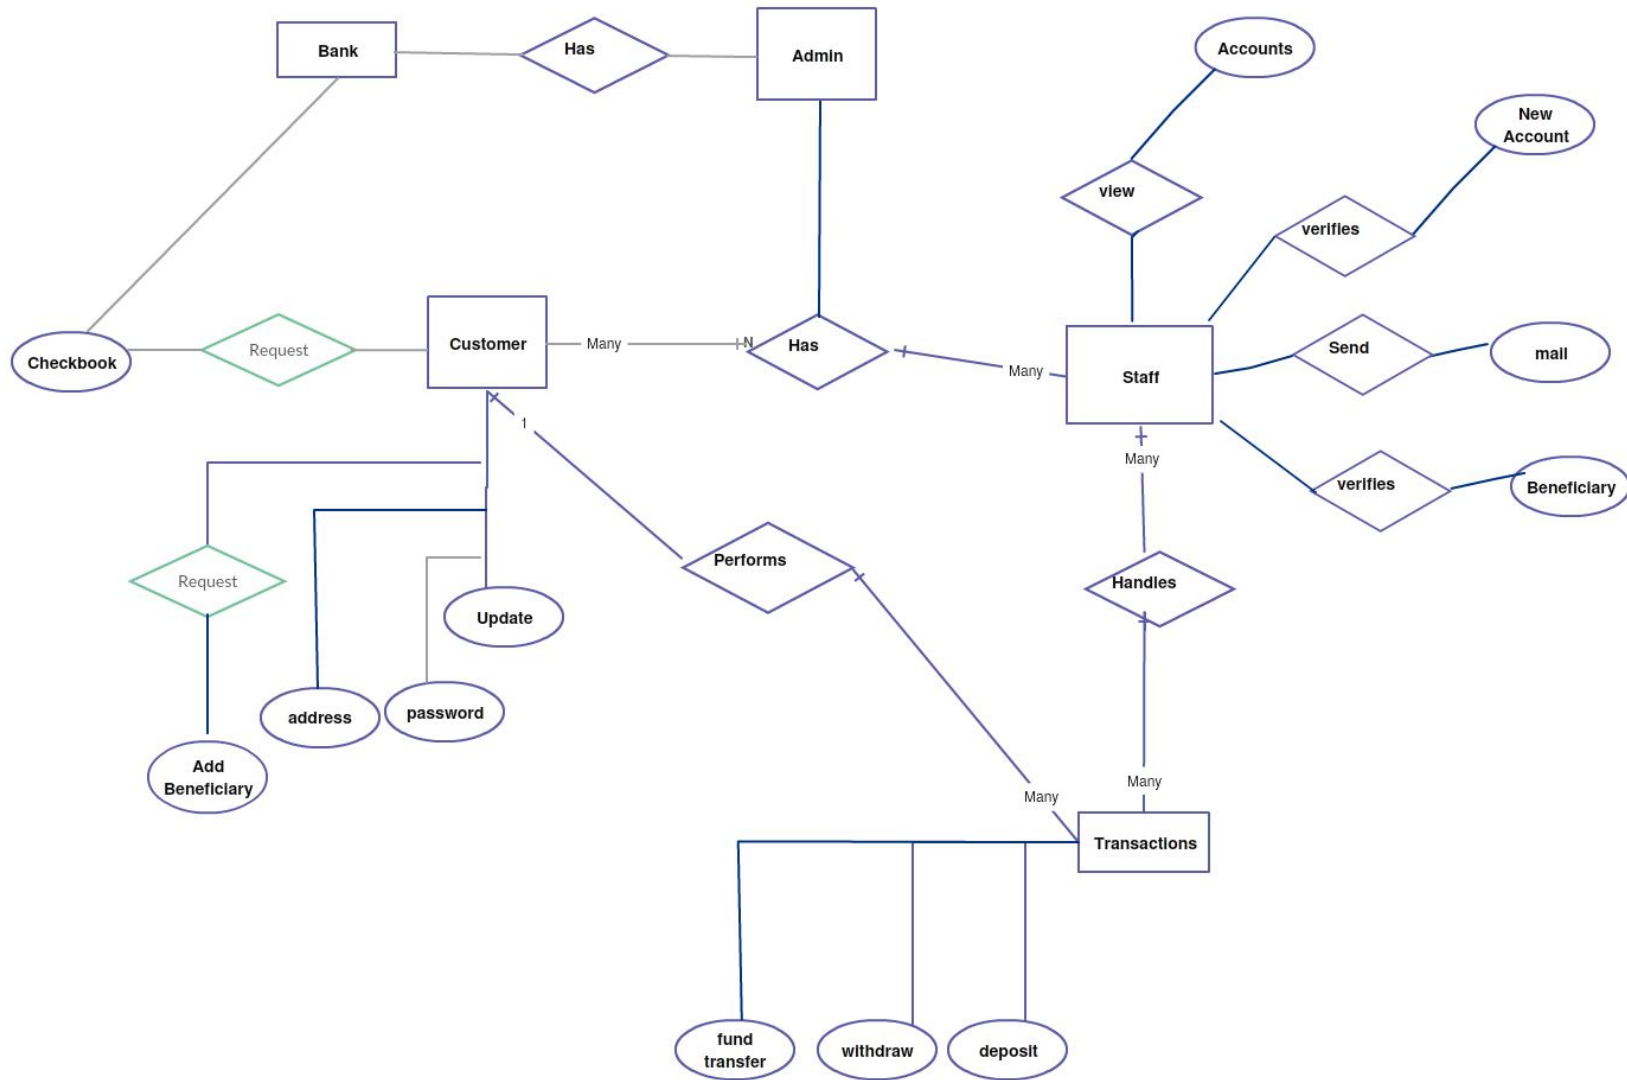 Bank
Has
Admin
Accounts
New
Account
view
verifies
Checkbook
Request
Customer
Many
N
Has
Many
Staff
Send
mail
1
Many
verifies
Beneficiary
Request
Performs
Handles
Update
address
password
Add
Beneficiary
Many
Many
Transactions
fund
transfer
withdraw
deposit